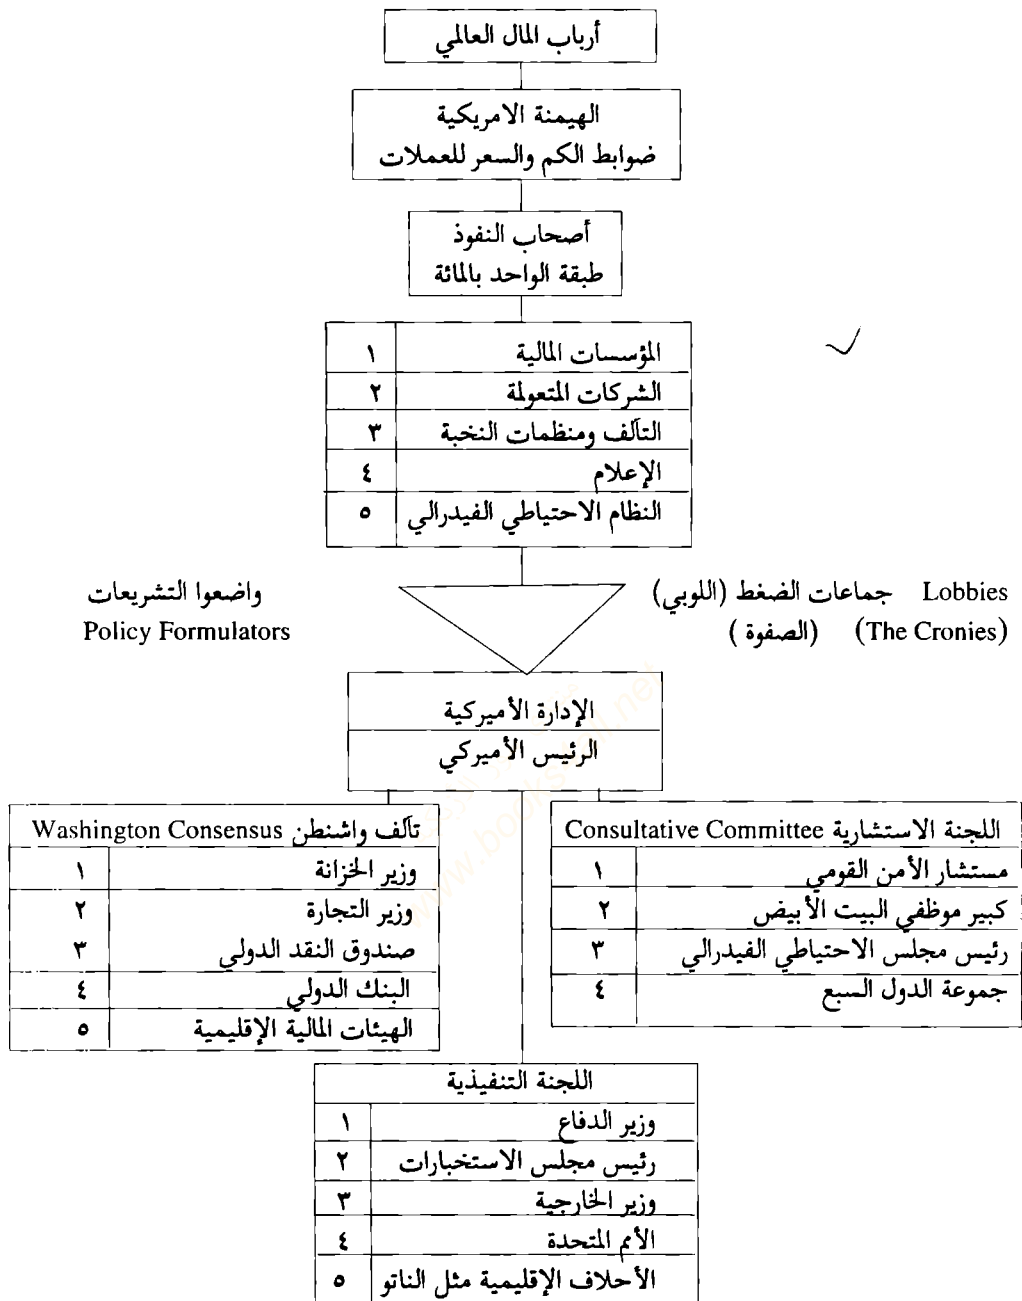 أرباب المال العالمي
الهيمنة الامريكية
ضوابط الكم والسعر للعملات
أصحاب النفوذ
طبقة الواحد بالمائة
المؤسسات المالية ١
الشركات المتعولمة ٢
التآلف ومنظمات النخبة ٣
الإعلام ٤
النظام الاحتياطي الفيدرالي ٥
Lobbies جماعات الضغط (اللوبي)
(The Cronies) (الصفوة )
واضعوا التشريعات
Policy Formulators
الإدارة الأميركية
الرئيس الأميركي
اللجنة الاستشارية Consultative Committee
مستشار الأمن القومي ١
كبير موظفي البيت الأبيض ٢
رئيس مجلس الاحتياطي الفيدرالي ٣
جموعة الدول السبع ٤
تآلف واشنطن Washington Consensus
وزير الخزانة ١
وزير التجارة ٢
صندوق النقد الدولي ٣
البنك الدولي ٤
الهيئات المالية الإقليمية ٥
اللجنة التنفيذية
وزير الدفاع ١
رئيس مجلس الاستخبارات ٢
وزير الخارجية ٣
الأمم المتحدة ٤
الأحلاف الإقليمية مثل الناتو ٥